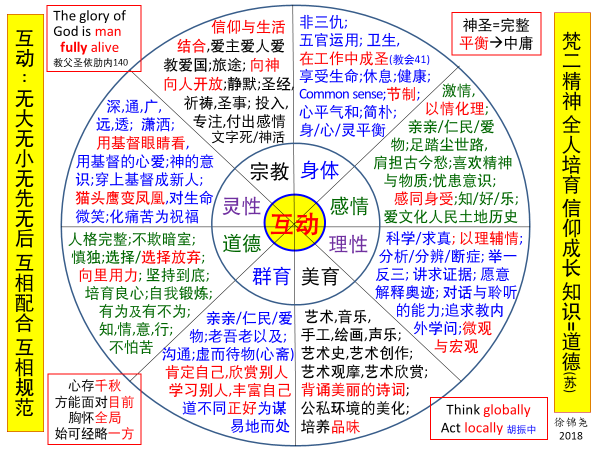 The glory of
God is man
fully alive
教父圣依肋内140
神圣=完整
平衡→中庸
互动：无大无小无先无后 互相配合 互相规范
梵二精神 全人培育 信仰成长 知识=道德(苏)
信仰与生活
结合,爱主爱人爱
教爱国;旅途; 向神
向人开放;静默;圣经,
祈祷,圣事; 投入,
专注,付出感情
文字死/神活
非三仇;
五官运用; 卫生,
在工作中成圣(教会41)
享受生命;休息;健康;
Common sense;节制;
心平气和;简朴;
身/心/灵平衡
深,通,广,
远,透; 潇洒;
用基督眼睛看,
用基督的心爱;神的意
识;穿上基督成新人;
猫头鹰变凤凰,对生命
微笑;化痛苦为祝福
激情,
以情化理;
亲亲/仁民/爱
物;足踏尘世路,
肩担古今愁;喜欢精神
与物质;忧患意识;
感同身受;知/好/乐;
爱文化人民土地历史
宗教
身体
灵性
感情
互动
道德
理性
群育
美育
人格完整;不欺暗室;
慎独;选择/选择放弃;
向里用力; 坚持到底;
培育良心;自我锻炼;
有为及有不为;
知,情,意,行;
不怕苦
科学/求真; 以理辅情;
分析/分辨/断症; 举一
反三; 讲求证据; 愿意
解释奥迹; 对话与聆听
的能力;追求教内
外学问;微观
与宏观
亲亲/仁民/爱
物;老吾老以及;
沟通;虚而待物(心斋)
肯定自己,欣赏别人
学习别人,丰富自己
道不同正好为谋
易地而处
艺术,音乐,
手工,绘画,声乐;
艺术史,艺术创作;
艺术观摩,艺术欣赏;
背诵美丽的诗词;
公私环境的美化;
培养品味
心存千秋
方能面对目前
胸怀全局
始可经略一方
Think globally
Act locally 胡振中
徐锦尧
2018